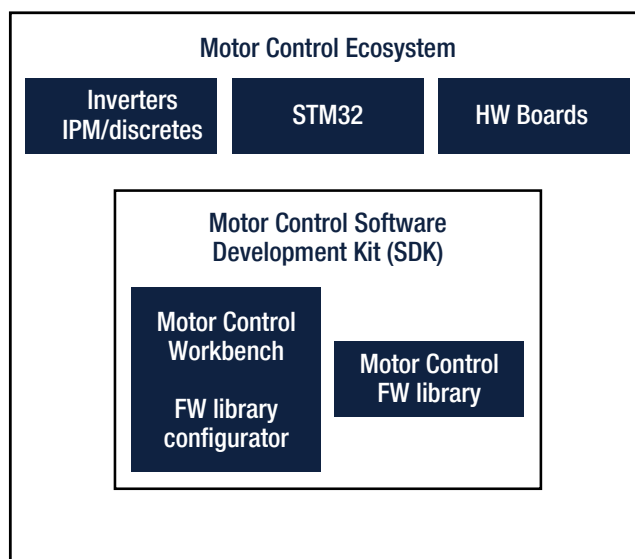 Motor Control Ecosystem
Inverters
IPM/discretes
STM32
HW Boards
Motor Control Software
Development Kit (SDK)
Motor Control
Workbench
FW library
configurator
Motor Control
FW library